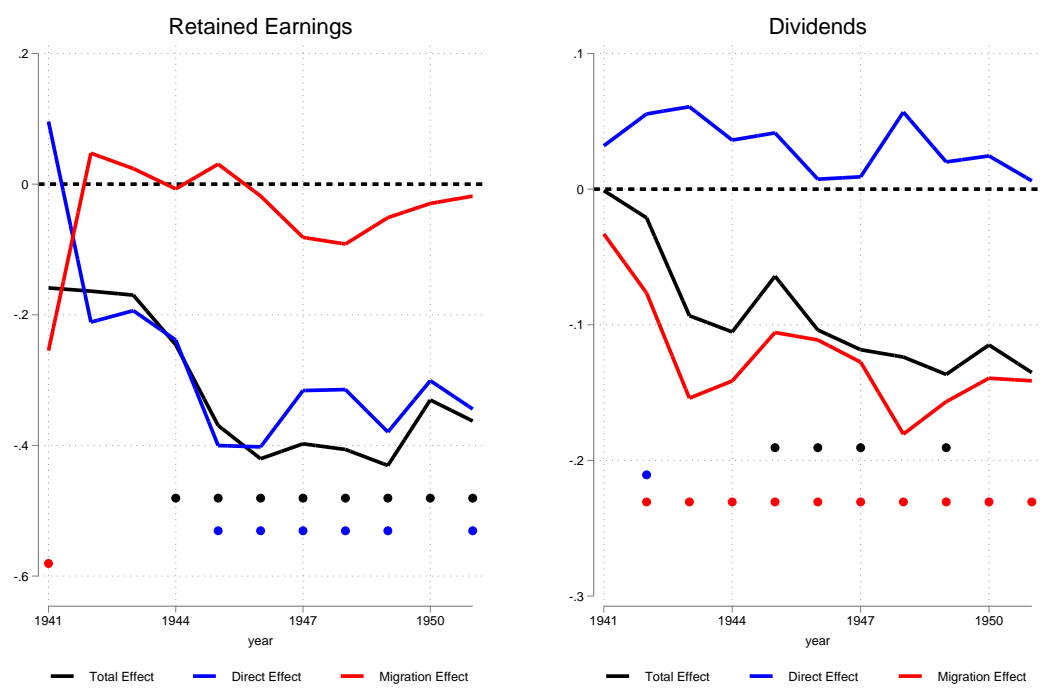 Retained Earnings
.2
0
-.2
-.4
-.6
1941 1944 1947 1950
year
Total Effect Direct Effect Migration Effect
Dividends
.1
0
-.1
-.2
-.3
1941 1944 1947 1950
year
Total Effect Direct Effect Migration Effect